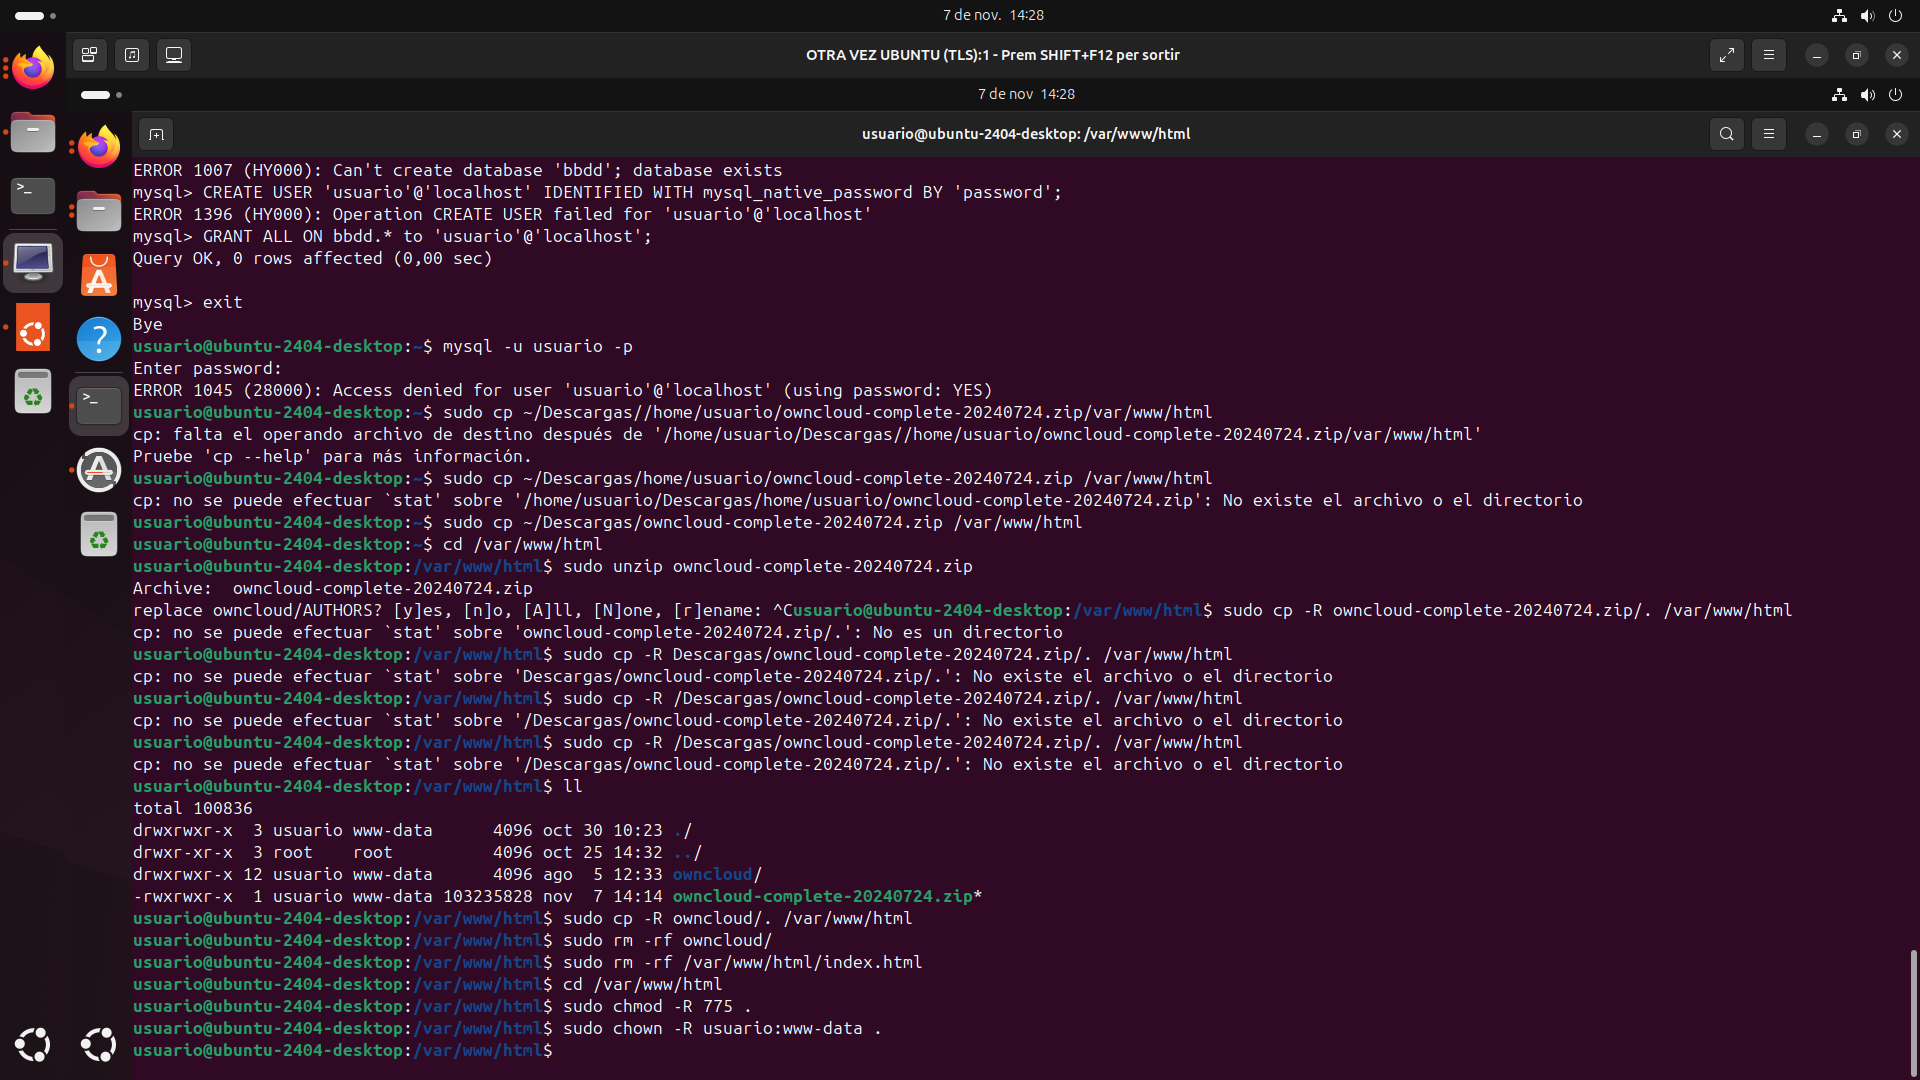 7 de nov. 14:28
OTRA VEZ UBUNTU (TLS):1 - Prem SHIFT+F12 per sortir
7 de nov 14:28
usuario@ubuntu-2404-desktop: /var/www/html
ERROR 1007 (HY000): Can't create database 'bbdd'; database exists
mysql> CREATE USER 'usuario'@'localhost' IDENTIFIED WITH mysql_native_password BY 'password';
ERROR 1396 (HY000): Operation CREATE USER failed for 'usuario'@'localhost'
mysql> GRANT ALL ON bbdd.* to 'usuario'@'localhost';
Query OK, 0 rows affected (0,00 sec)
mysql> exit
Bye
usuario@ubuntu-2404-desktop:~$ mysql -u usuario -p
Enter password:
ERROR 1045 (28000): Access denied for user 'usuario'@'localhost' (using password: YES)
usuario@ubuntu-2404-desktop:~$ sudo cp ~/Descargas//home/usuario/owncloud-complete-20240724.zip/var/www/html
cp: falta el operando archivo de destino después de '/home/usuario/Descargas//home/usuario/owncloud-complete-20240724.zip/var/www/html'
Pruebe 'cp --help' para más información.
usuario@ubuntu-2404-desktop:~$ sudo cp ~/Descargas/home/usuario/owncloud-complete-20240724.zip /var/www/html
cp: no se puede efectuar `stat' sobre '/home/usuario/Descargas/home/usuario/owncloud-complete-20240724.zip': No existe el archivo o el directorio
usuario@ubuntu-2404-desktop:~$ sudo cp ~/Descargas/owncloud-complete-20240724.zip /var/www/html
usuario@ubuntu-2404-desktop:~$ cd /var/www/html
usuario@ubuntu-2404-desktop:/var/www/html$ sudo unzip owncloud-complete-20240724.zip
Archive:  owncloud-complete-20240724.zip
replace owncloud/AUTHORS? [y]es, [n]o, [A]ll, [N]one, [r]ename: ^Cusuario@ubuntu-2404-desktop:/var/www/html$ sudo cp -R owncloud-complete-20240724.zip/. /var/www/html
cp: no se puede efectuar `stat' sobre 'owncloud-complete-20240724.zip/.': No es un directorio
usuario@ubuntu-2404-desktop:/var/www/html$ sudo cp -R Descargas/owncloud-complete-20240724.zip/. /var/www/html
cp: no se puede efectuar `stat' sobre 'Descargas/owncloud-complete-20240724.zip/.': No existe el archivo o el directorio
usuario@ubuntu-2404-desktop:/var/www/html$ sudo cp -R /Descargas/owncloud-complete-20240724.zip/. /var/www/html
cp: no se puede efectuar `stat' sobre '/Descargas/owncloud-complete-20240724.zip/.': No existe el archivo o el directorio
usuario@ubuntu-2404-desktop:/var/www/html$ sudo cp -R /Descargas/owncloud-complete-20240724.zip/. /var/www/html
cp: no se puede efectuar `stat' sobre '/Descargas/owncloud-complete-20240724.zip/.': No existe el archivo o el directorio
usuario@ubuntu-2404-desktop:/var/www/html$ ll
total 100836
drwxrwxr-x  3 usuario www-data      4096 oct 30 10:23 ./
drwxr-xr-x  3 root    root          4096 oct 25 14:32 ../
drwxrwxr-x 12 usuario www-data      4096 ago  5 12:33 owncloud/
-rwxrwxr-x  1 usuario www-data 103235828 nov  7 14:14 owncloud-complete-20240724.zip*
usuario@ubuntu-2404-desktop:/var/www/html$ sudo cp -R owncloud/. /var/www/html
usuario@ubuntu-2404-desktop:/var/www/html$ sudo rm -rf owncloud/
usuario@ubuntu-2404-desktop:/var/www/html$ sudo rm -rf /var/www/html/index.html
usuario@ubuntu-2404-desktop:/var/www/html$ cd /var/www/html
usuario@ubuntu-2404-desktop:/var/www/html$ sudo chmod -R 775 .
usuario@ubuntu-2404-desktop:/var/www/html$ sudo chown -R usuario:www-data .
usuario@ubuntu-2404-desktop:/var/www/html$